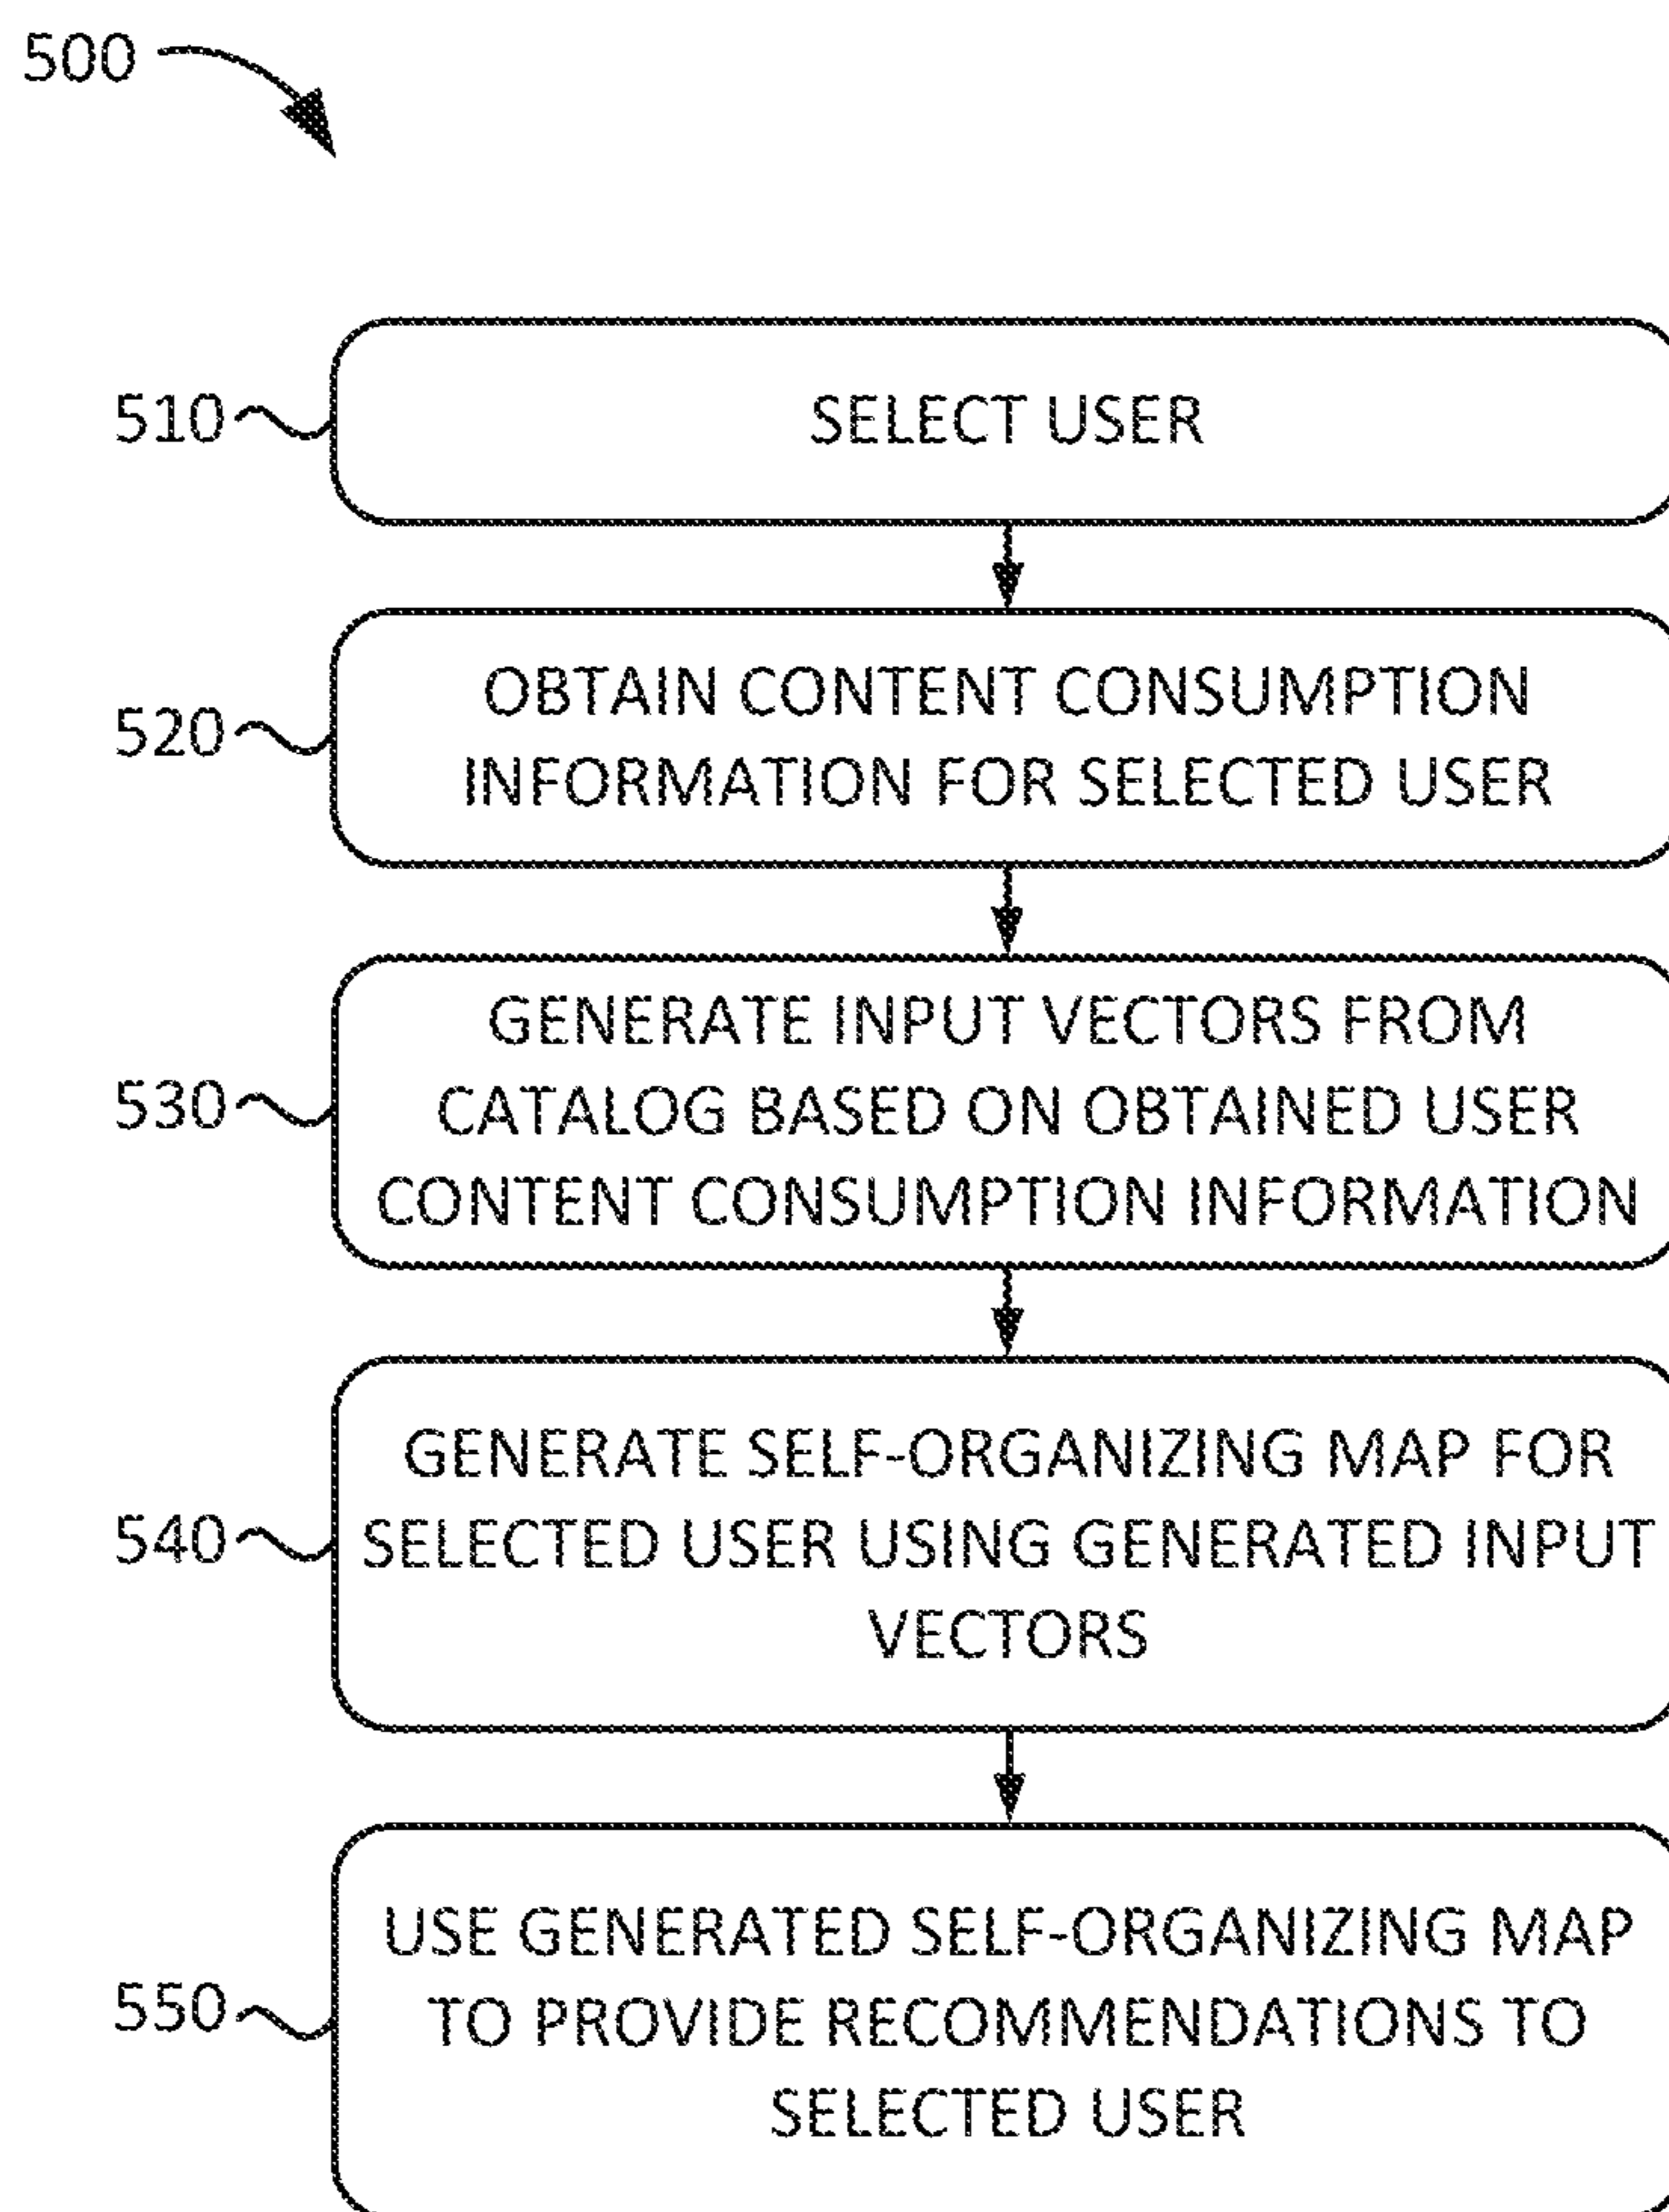 500
510
SELECT USER
520
OBTAIN CONTENT CONSUMPTION
INFORMATION FOR SELECTED USER
530
GENERATE INPUT VECTORS FROM
CATALOG BASED ON OBTAINED USER
CONTENT CONSUMPTION INFORMATION
540
GENERATE SELF-ORGANIZING MAP FOR
SELECTED USER USING GENERATED INPUT
VECTORS
550
USE GENERATED SELF-ORGANIZING MAP
TO PROVIDE RECOMMENDATIONS TO
SELECTED USER